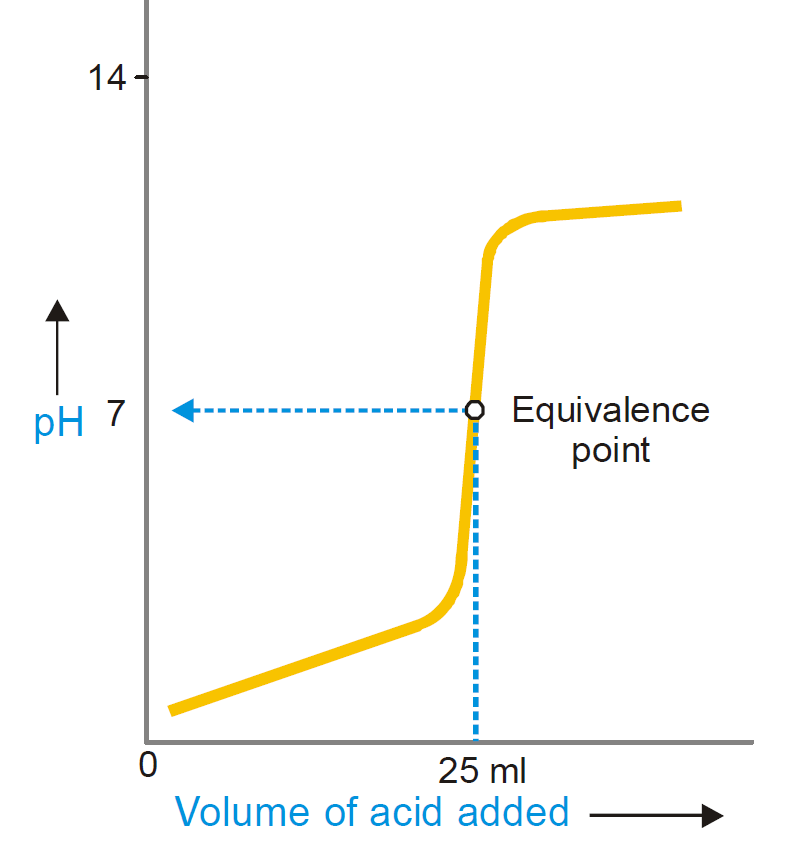 14
pH
7
Equivalence
point
0
25 ml
Volume of acid added